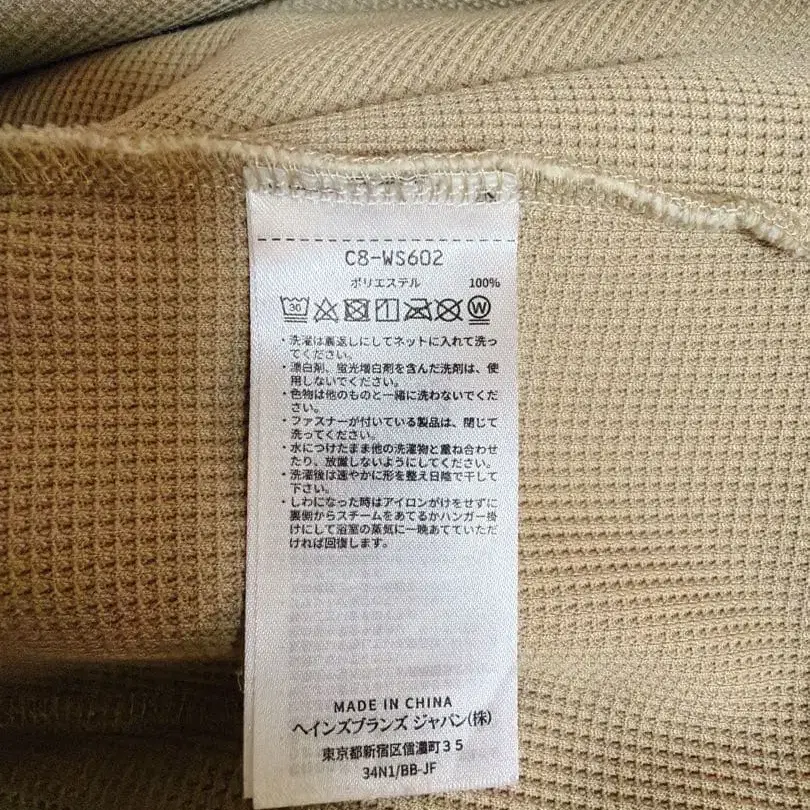 C8-WS602
ポリエステル 100%
30
W
・洗濯は裏返しにしてネットに入れて洗っ
てください。
・漂白剤、蛍光増白剤を含んだ洗剤は、使
用しないでください。
・色物は他のものと一緒に洗わないでくだ
さい。
・ファスナーが付いている製品は、閉じて
洗ってください。
・水につけたまま他の洗濯物と重ね合わせ
たり、放置しないようにしてください。
・洗濯後は速やかに形を整え日陰で干して
下さい。
・しわになった時はアイロンがけをせずに
裏側からスチームをあてるかハンガー掛
けにして浴室の蒸気に一晩あてていただ
ければ回復します。
MADE IN CHINA
ヘインズブランズ ジャパン(株)
東京都新宿区信濃町35
34N1/BB-JF